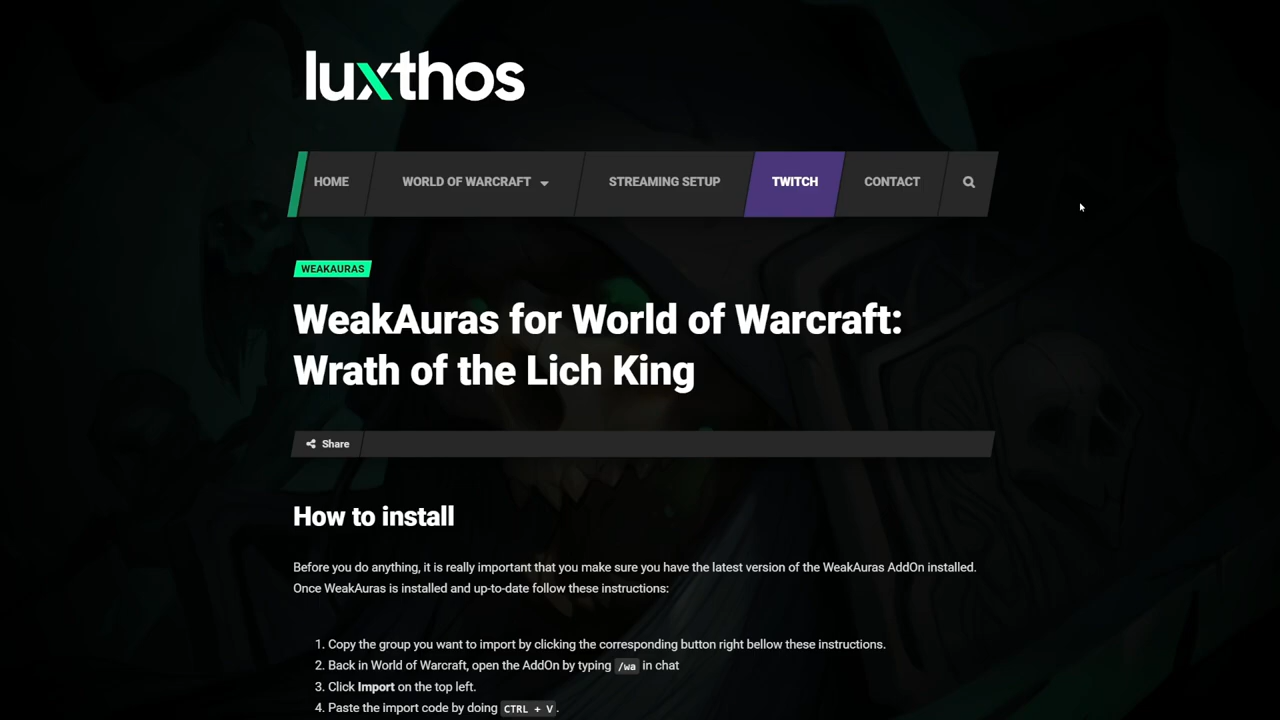 luxthos
HOME
WORLD OF WARCRAFT
STREAMING SETUP
TWITCH
CONTACT
WEAKAURAS
WeakAuras for World of Warcraft:
Wrath of the Lich King
Share
How to install
Before you do anything, it is really important that you make sure you have the latest version of the WeakAuras AddOn installed.
Once WeakAuras is installed and up-to-date follow these instructions:
1. Copy the group you want to import by clicking the corresponding button right bellow these instructions.
2. Back in World of Warcraft, open the AddOn by typing /wa in chat
3. Click Import on the top left.
4. Paste the import code by doing CTRL + V.